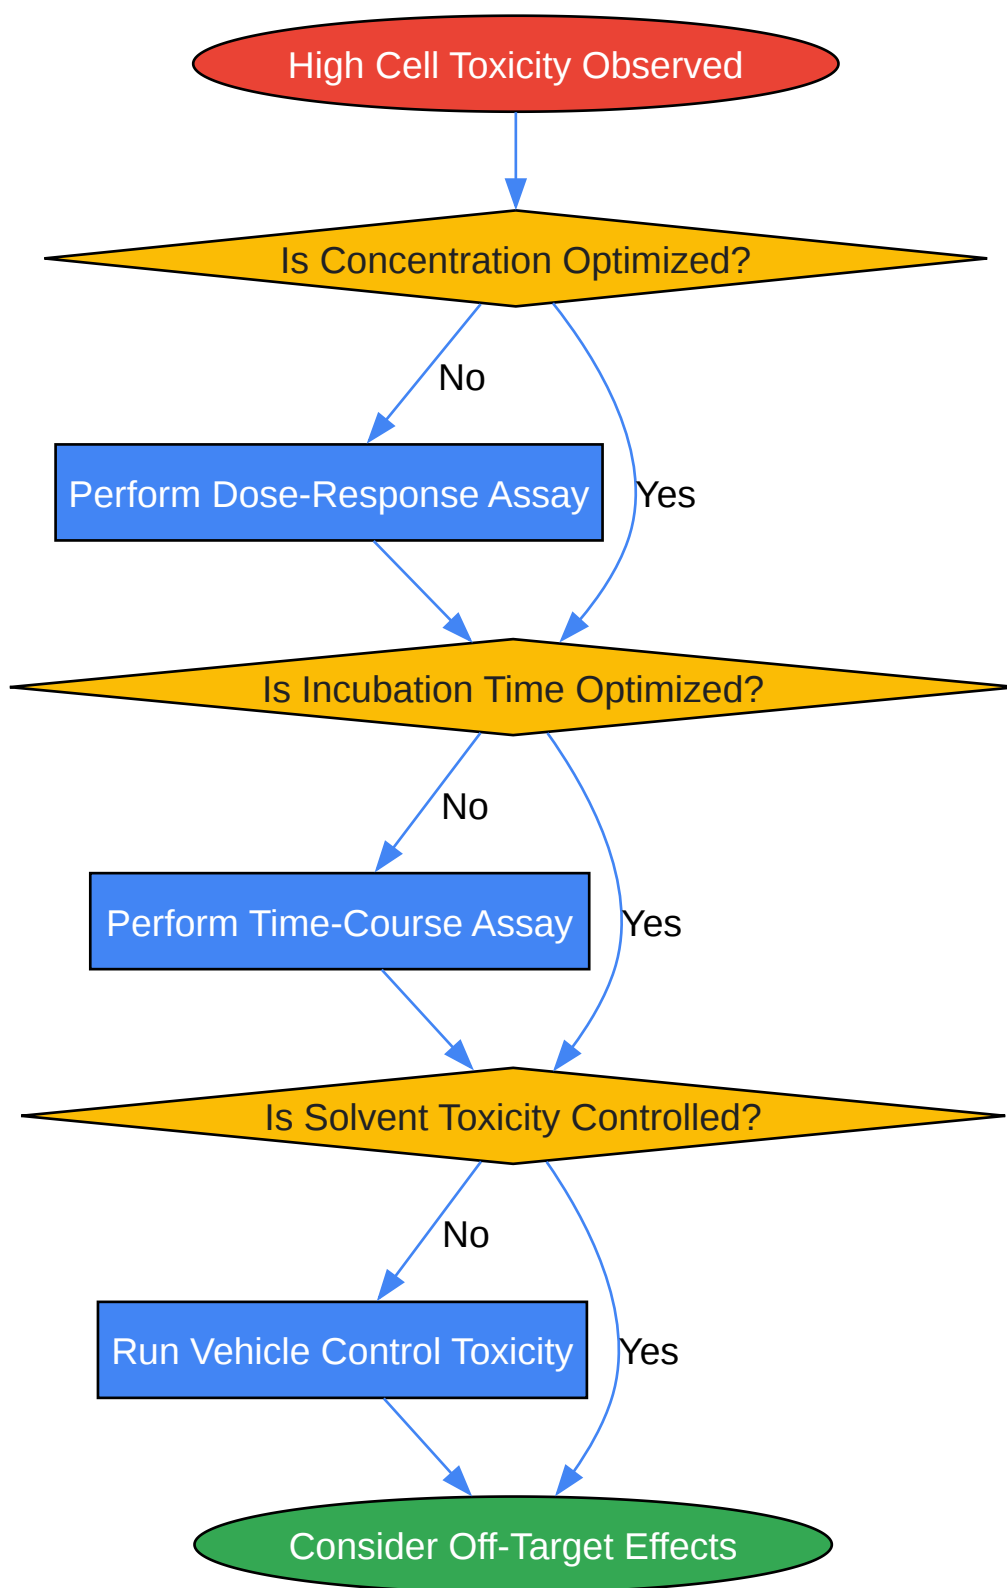 High Cell Toxicity Observed
Is Concentration Optimized?
No
Perform Dose-Response Assay
Yes
Is Incubation Time Optimized?
No
Perform Time-Course Assay
Yes
Is Solvent Toxicity Controlled?
No
Run Vehicle Control Toxicity
Yes
Consider Off-Target Effects